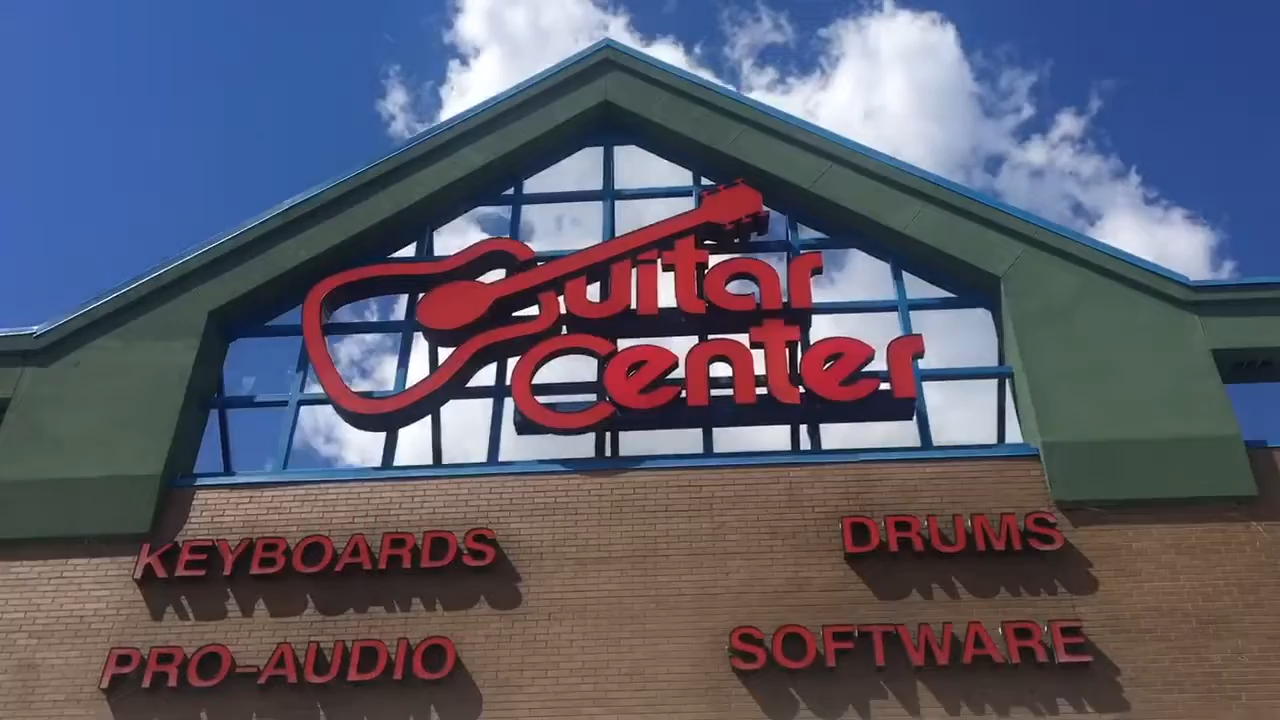 Guitar
Center
KEYBOARDS
DRUMS
PRO-AUDIO
SOFTWARE